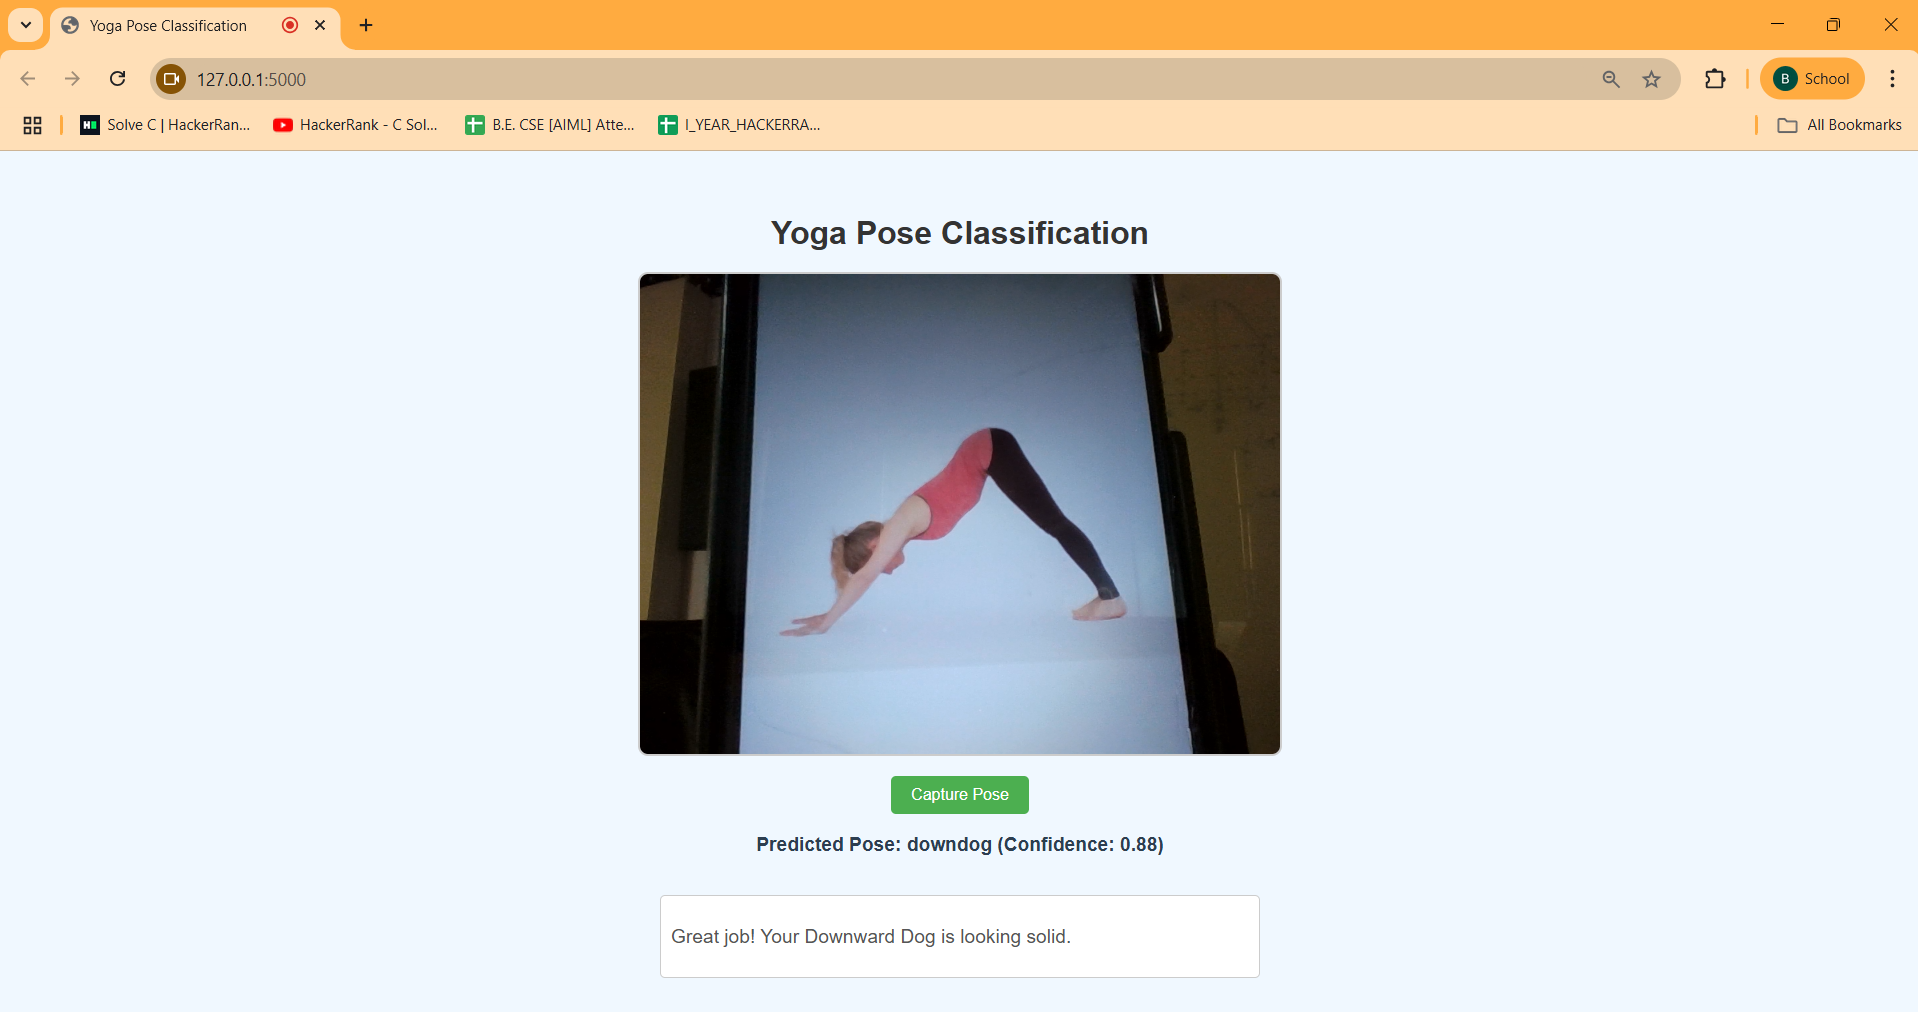 Yoga Pose Classification
127.0.0.1:5000
B School
Solve C | HackerRan...
HackerRank - C Sol...
B.E. CSE [AIML] Atte...
I_YEAR_HACKERRA...
All Bookmarks
Yoga Pose Classification
Capture Pose
Predicted Pose: downdog (Confidence: 0.88)
Great job! Your Downward Dog is looking solid.